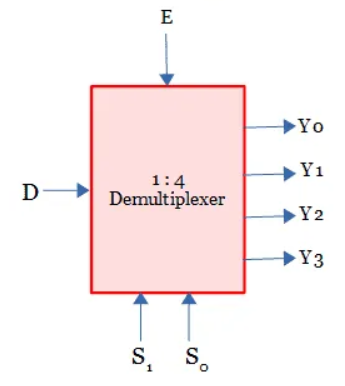 E
1 : 4
Demultiplexer
D
Y0
Y1
Y2
Y3
S₁
S₀